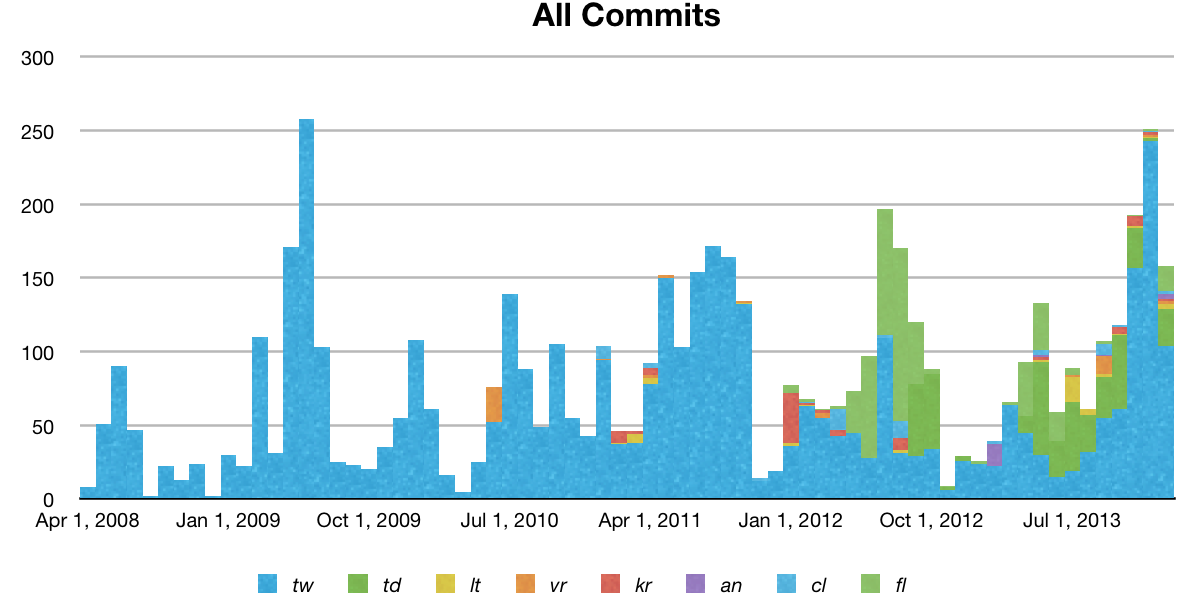 All Commits
300
250
200
150
100
50
0
Apr 1, 2008 Jan 1, 2009 Oct 1, 2009 Jul 1, 2010 Apr 1, 2011 Jan 1, 2012 Oct 1, 2012 Jul 1, 2013
tw td lt vr kr an cl fl